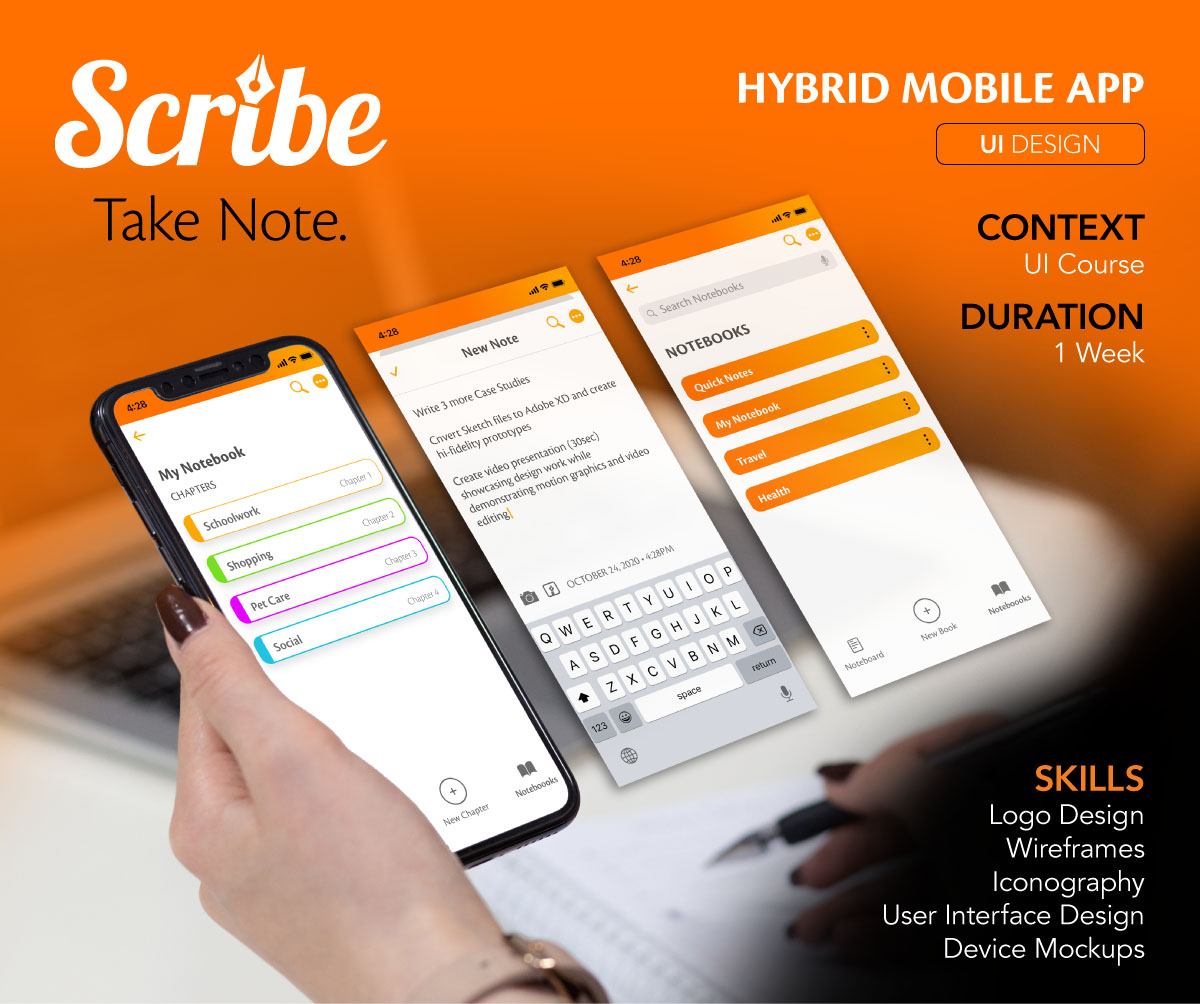 Scribe
Take Note.
HYBRID MOBILE APP
UI DESIGN
CONTEXT
UI Course
DURATION
1 Week
4:28
My Notebook
CHAPTERS
Schoolwork
Chapter 1
Shopping
Chapter 2
Pet Care
Chapter 3
Social
Chapter 4
New Chapter
Notebooks
4:28
New Note
Write 3 more Case Studies
Cnvert Sketch files to Adobe XD and create
hi-fidelity prototypes
Create video presentation (30sec)
showcasing design work while
demonstrating motion graphics and video
editing
OCTOBER 24, 2020 • 4:28PM
Q W E R T Y U I O P
A S D F G H J K L
Z X C V B N M
123
space
return
4:28
Search Notebooks
NOTEBOOKS
Quick Notes
My Notebook
Travel
Health
Noteboard
New Book
Notebooks
SKILLS
Logo Design
Wireframes
Iconography
User Interface Design
Device Mockups